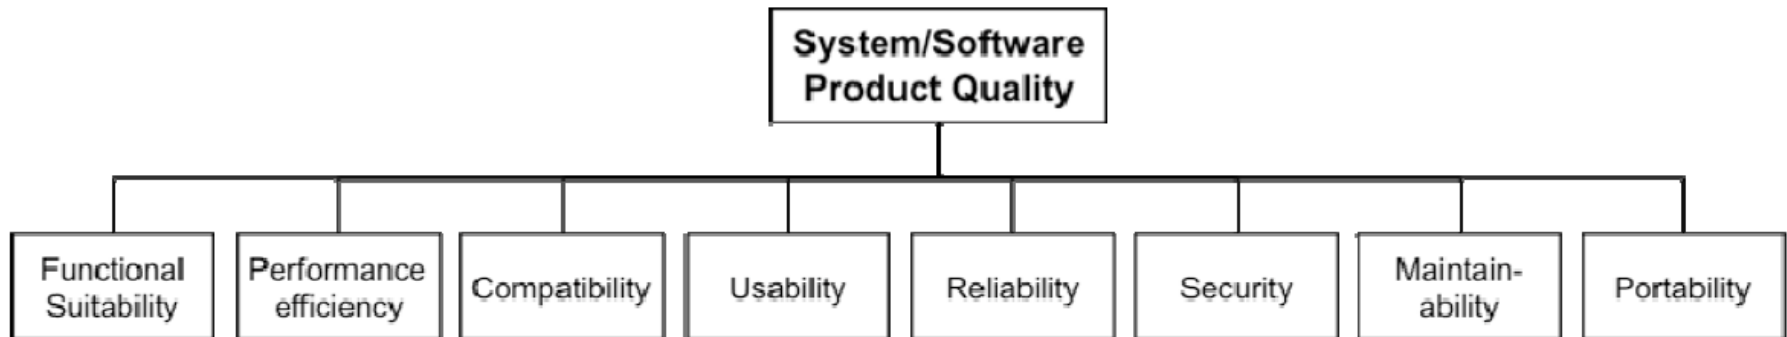 System/Software
Product Quality
Functional
Suitability
Performance
efficiency
Compatibility
Usability
Reliability
Security
Maintain-
ability
Portability